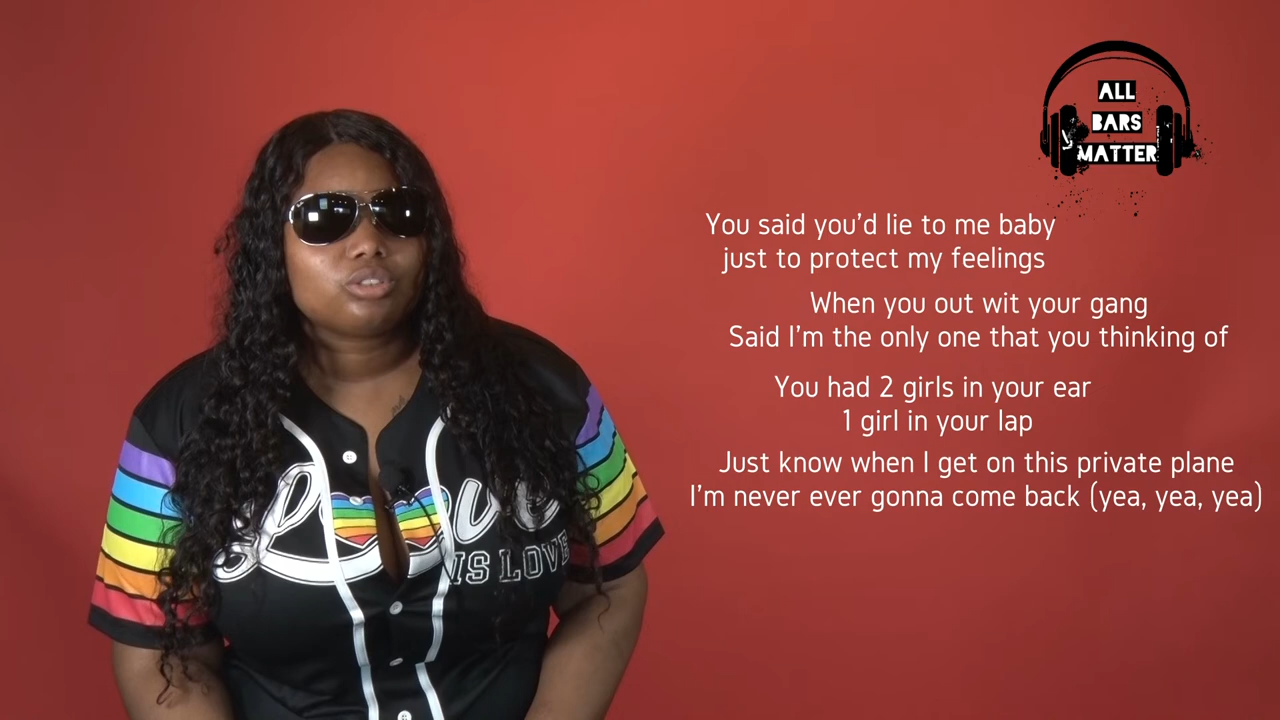 ALL
BARS
MATTER
You said you'd lie to me baby
just to protect my feelings
When you out wit your gang
Said I'm the only one that you thinking of
You had 2 girls in your ear
1 girl in your lap
Just know when I get on this private plane
I'm never ever gonna come back (yea, yea, yea)
Love
IS LOVE